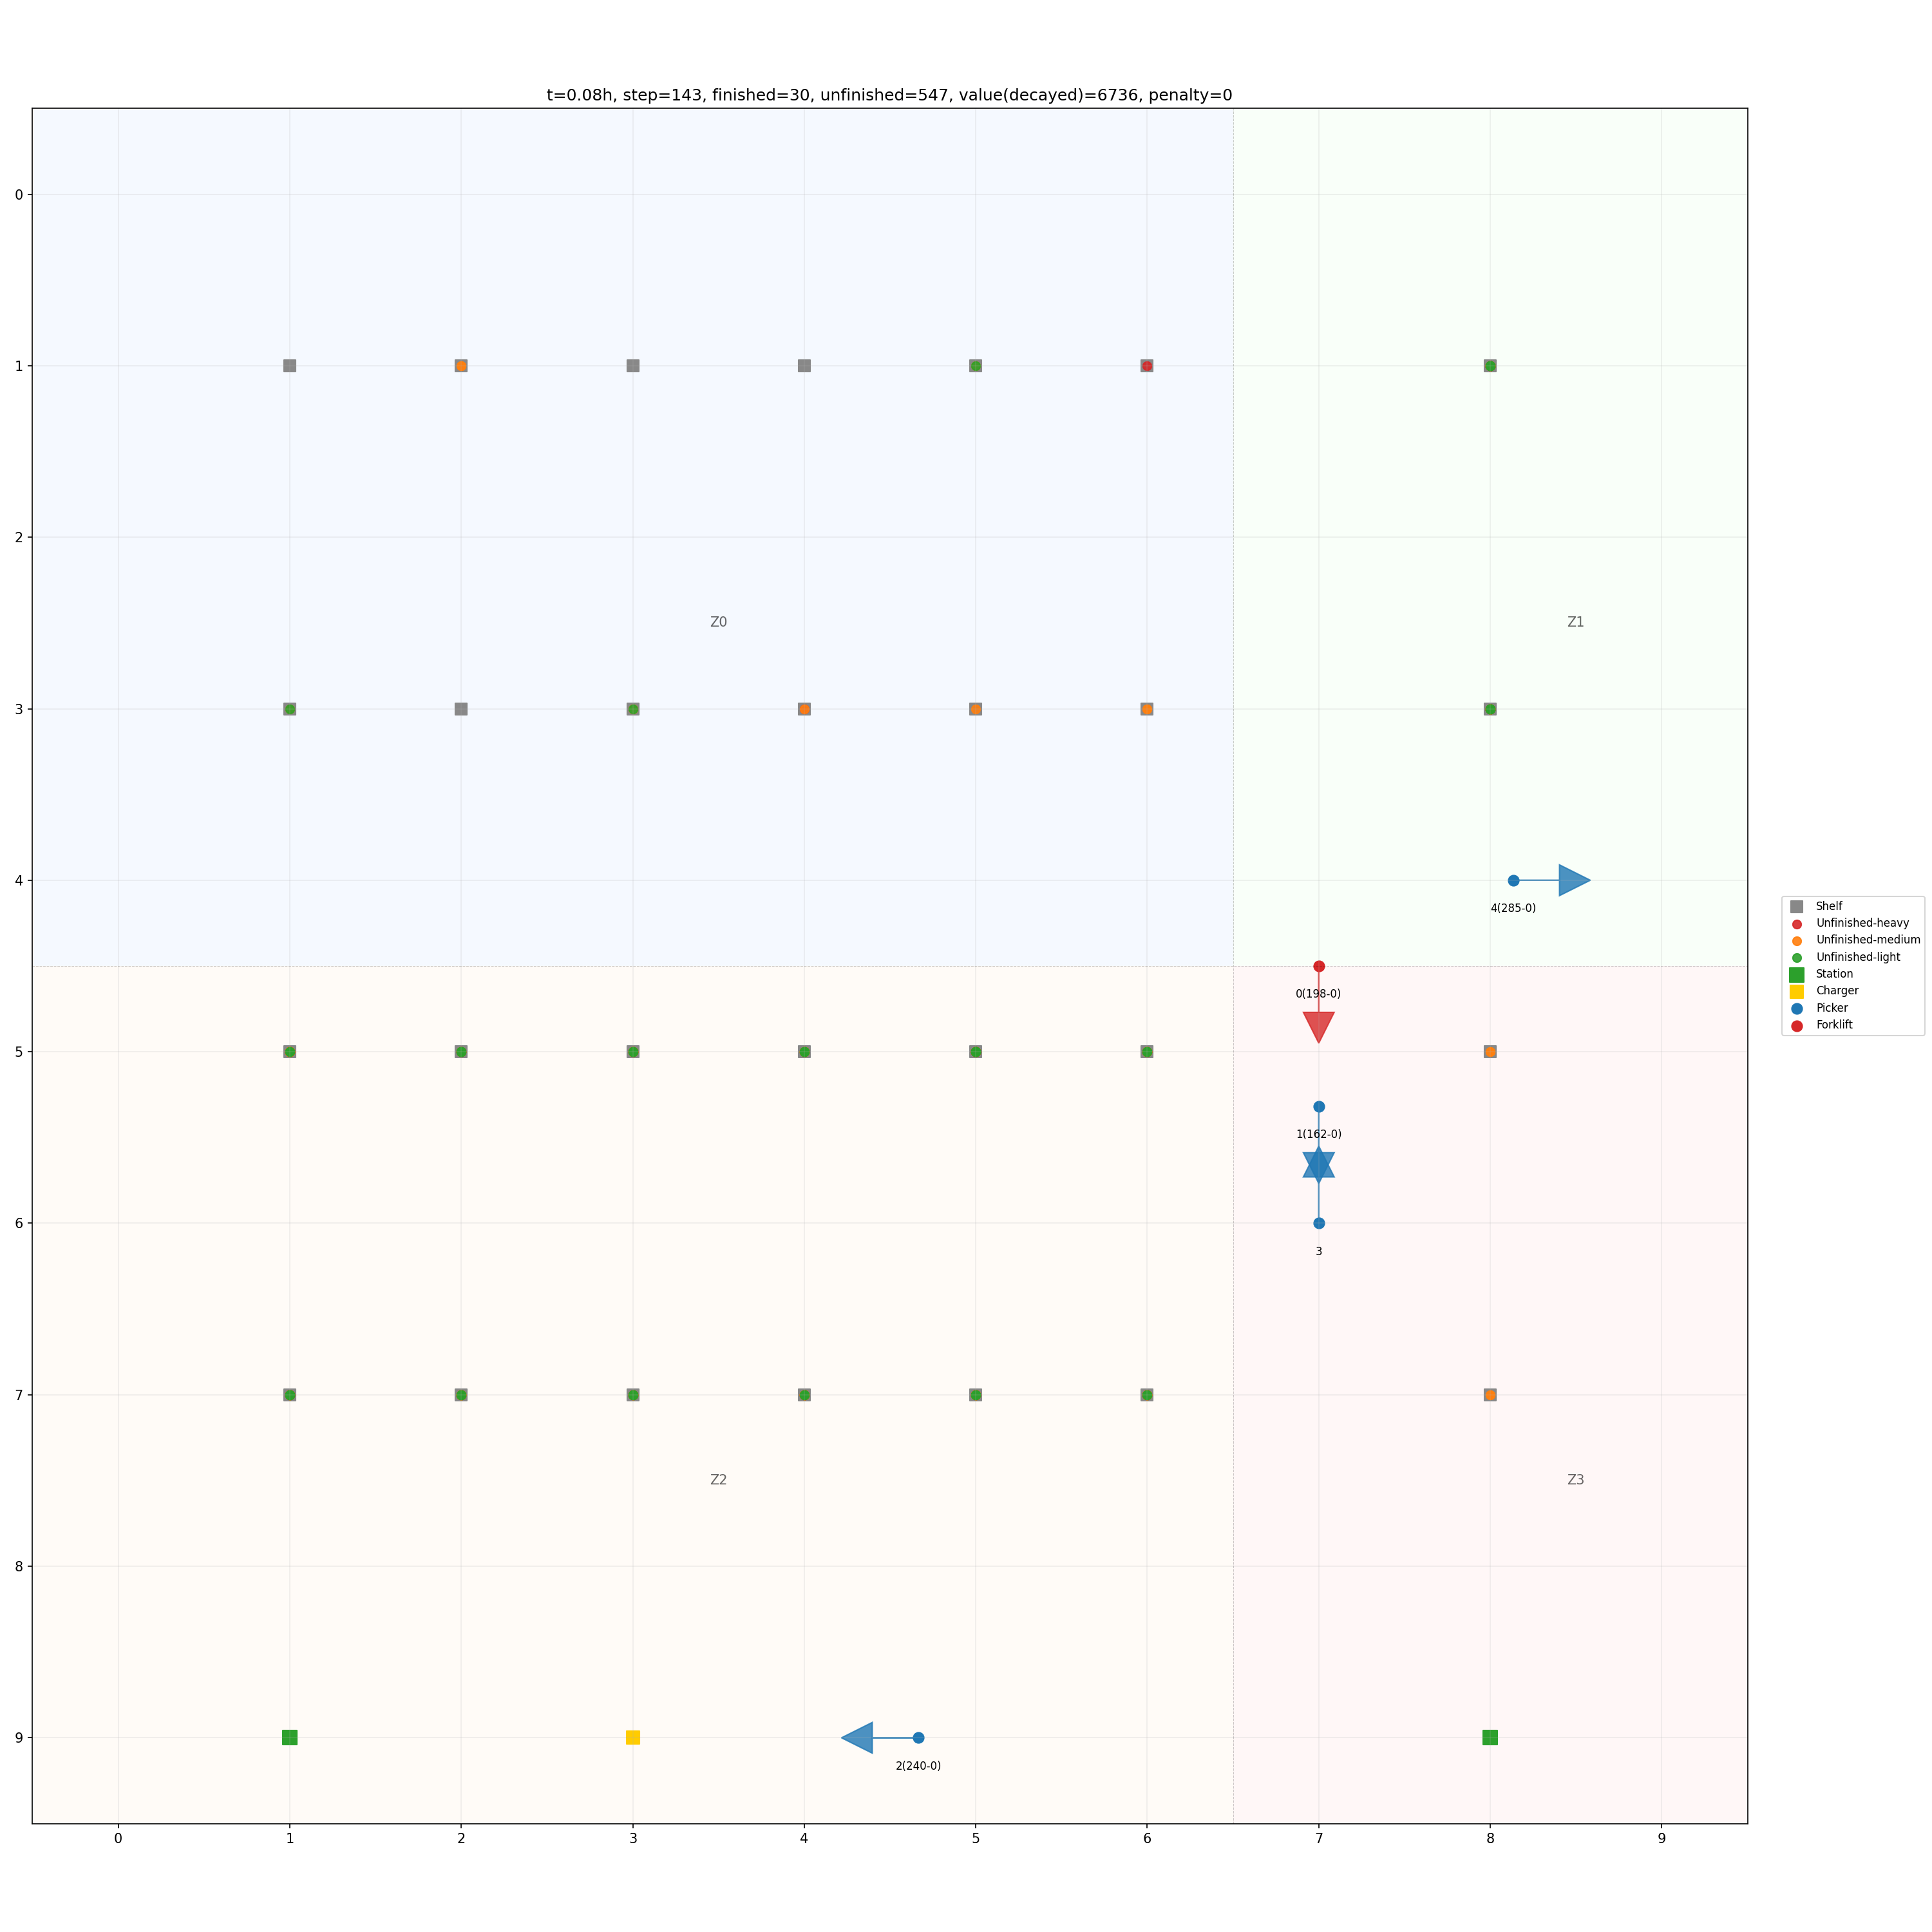 t=0.08h, step=143, finished=30, unfinished=547, value(decayed)=6736, penalty=0
0
1
2
Z0
Z1
3
4
4(285-0)
Shelf
Unfinished-heavy
Unfinished-medium
Unfinished-light
Station
Charger
Picker
Forklift
0(198-0)
5
1(162-0)
6
3
7
Z2
Z3
8
9
2(240-0)
0 1 2 3 4 5 6 7 8 9